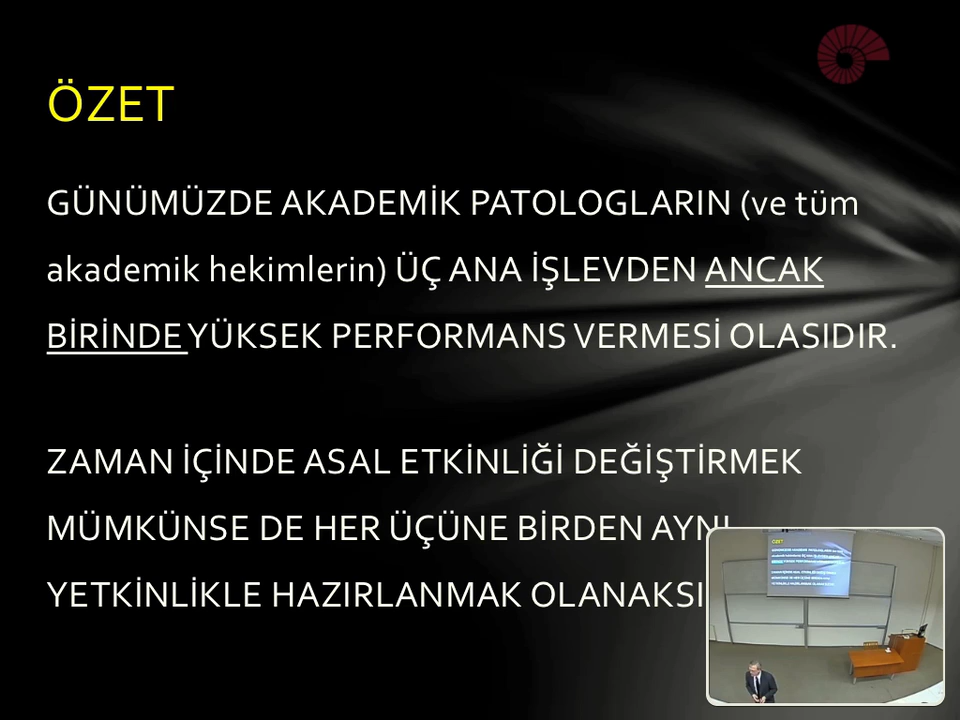 ÖZET
GÜNÜMÜZDE AKADEMİK PATOLOGLARIN (ve tüm
akademik hekimlerin) ÜÇ ANA İŞLEVDEN ANCAK
BİRİNDE YÜKSEK PERFORMANS VERMESİ OLASIDIR.
ZAMAN İÇİNDE ASAL ETKİNLİĞİ DEĞİŞTİRMEK
MÜMKÜNSE DE HER ÜÇÜNE BİRDEN AYNI
YETKİNLİKLE HAZIRLANMAK